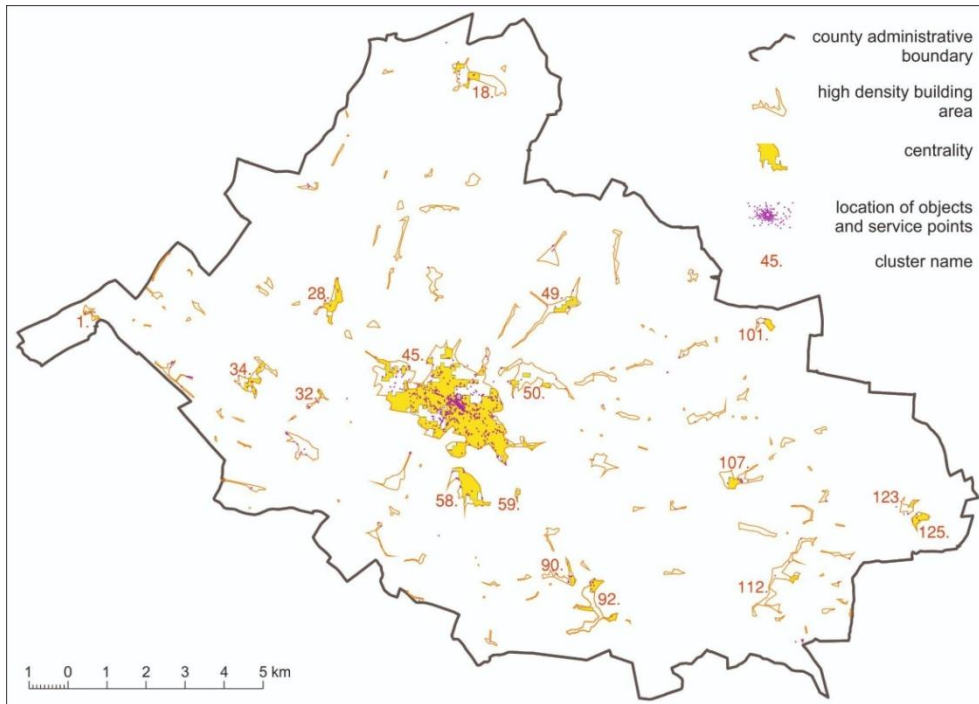 county administrative
boundary
high density building
area
centrality
location of objects
and service points
45.
cluster name
18.
28.
49.
1.
101.
45.
34.
50.
32.
107.
58.
59.
123.
125.
90.
112.
92.
1 0 1 2 3 4 5 km